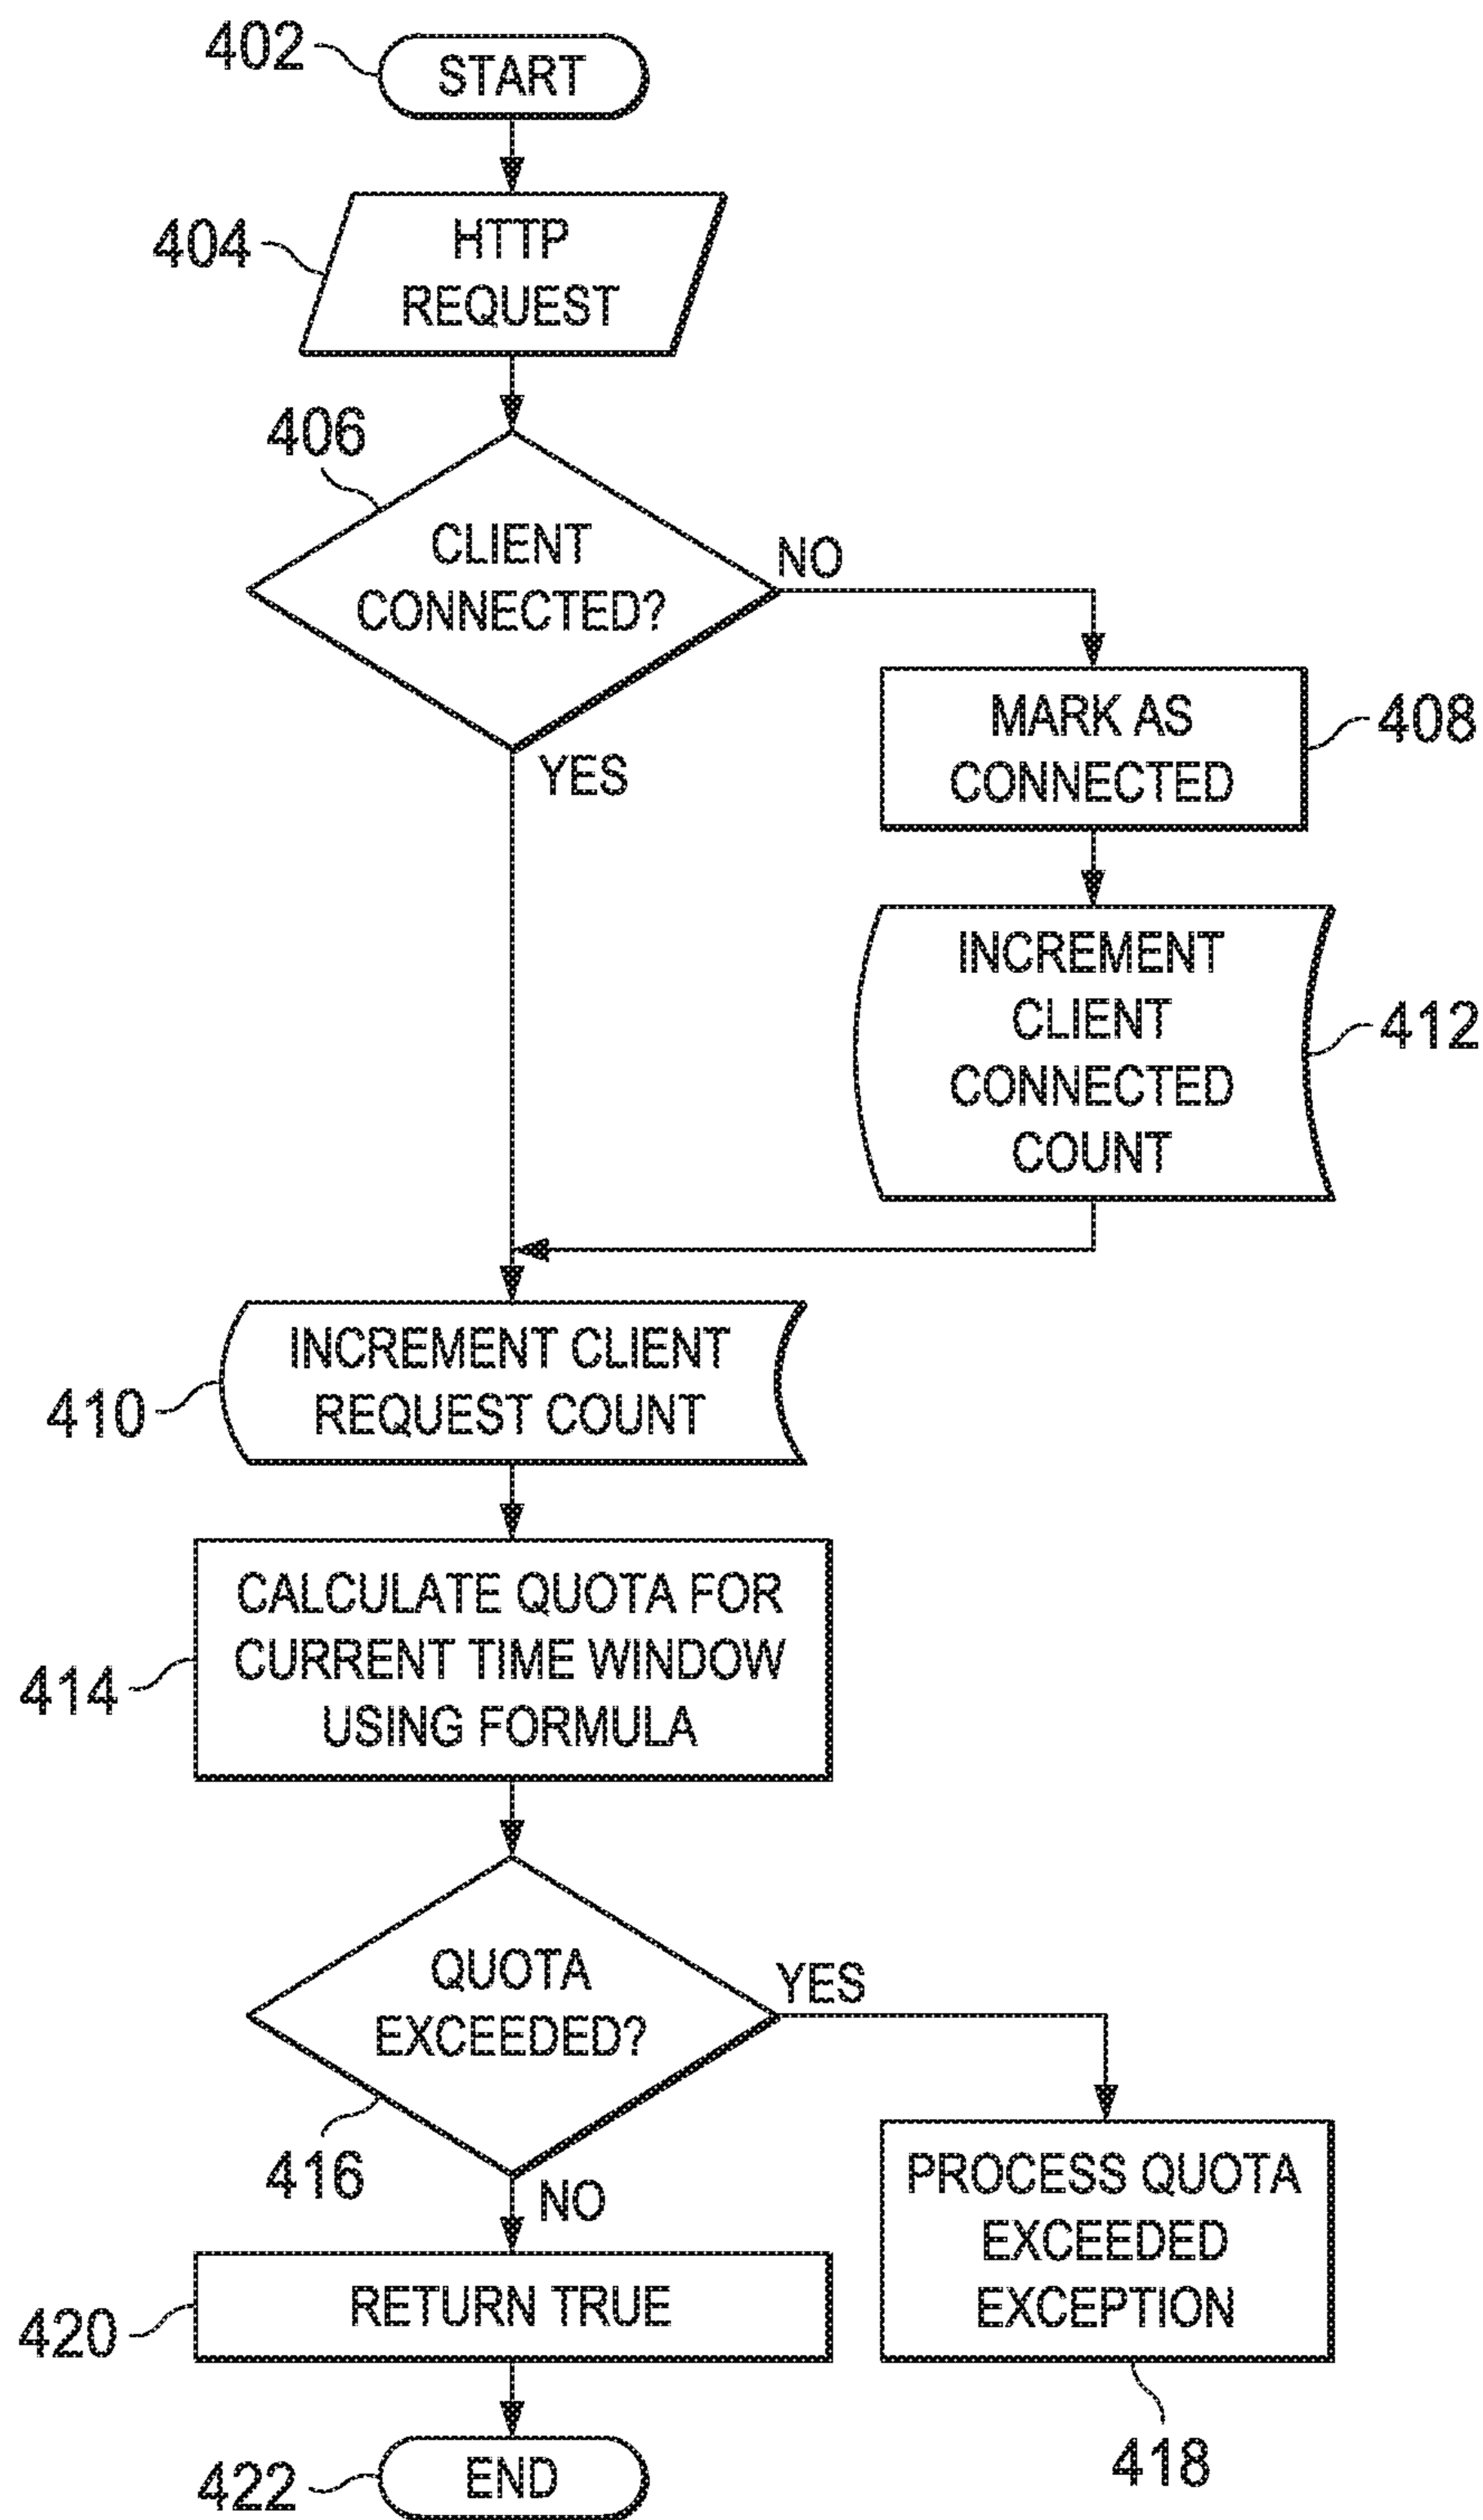 402
START
404
HTTP
REQUEST
406
CLIENT
CONNECTED?
NO
YES
MARK AS
CONNECTED
408
INCREMENT
CLIENT
CONNECTED
COUNT
412
INCREMENT CLIENT
REQUEST COUNT
410
CALCULATE QUOTA FOR
CURRENT TIME WINDOW
USING FORMULA
414
QUOTA
EXCEEDED?
YES
416
NO
PROCESS QUOTA
EXCEEDED
EXCEPTION
418
RETURN TRUE
420
END
422